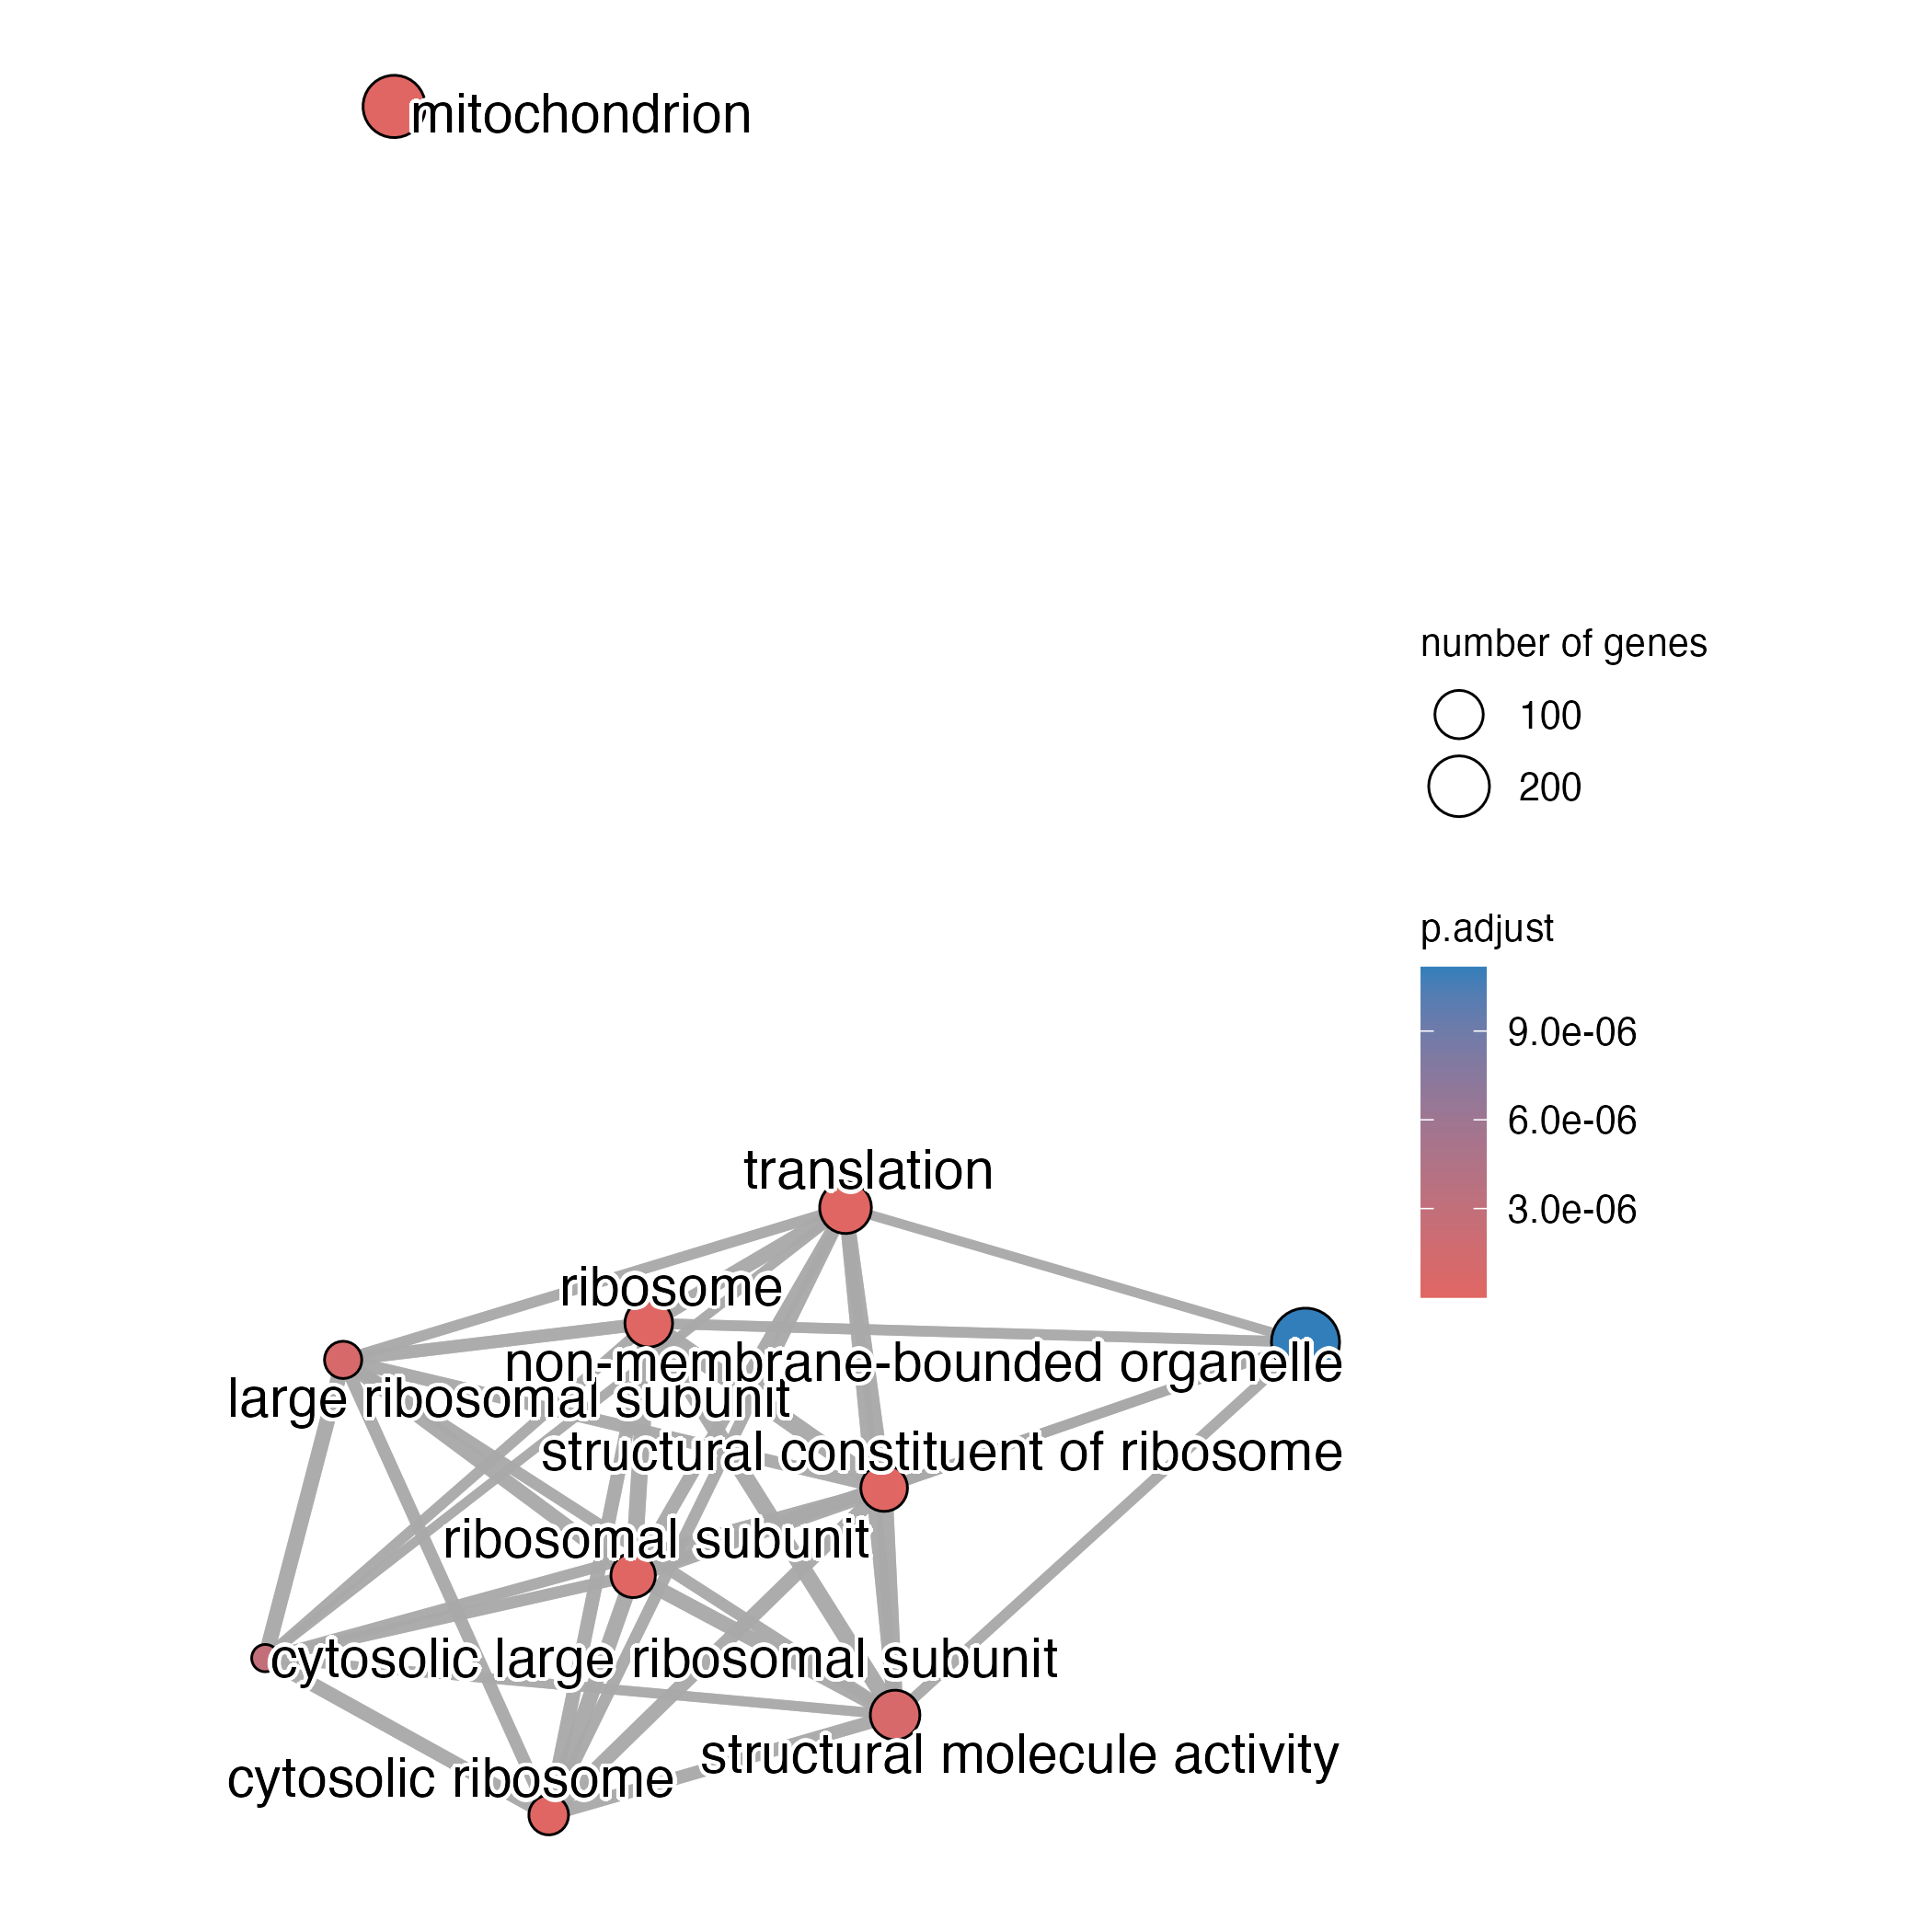 mitochondrion
number of genes
100
200
p.adjust
9.0e-06
6.0e-06
3.0e-06
translation
ribosome
non-membrane-bounded organelle
large ribosomal subunit
structural constituent of ribosome
ribosomal subunit
cytosolic large ribosomal subunit
structural molecule activity
cytosolic ribosome